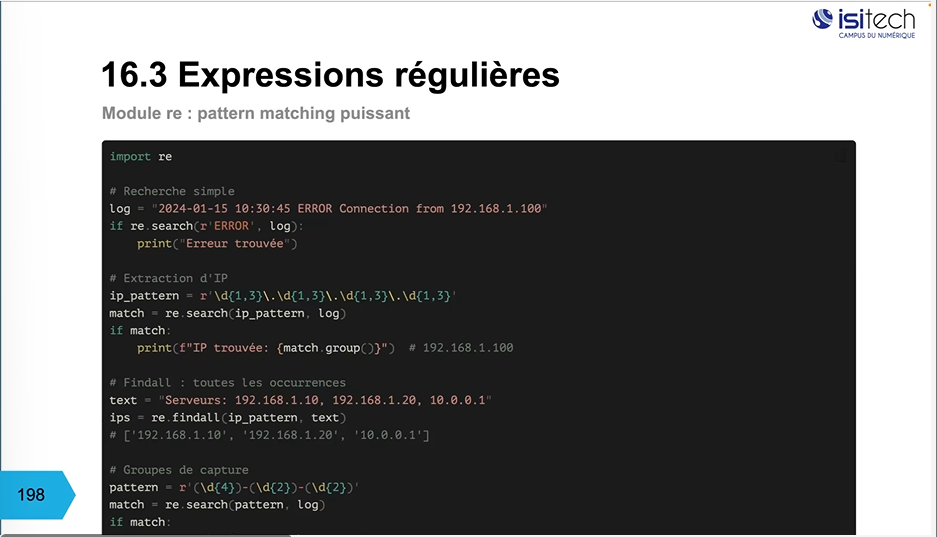 isitech
CAMPUS DU NUMÉRIQUE
16.3 Expressions régulières
Module re : pattern matching puissant
import re
# Recherche simple
log = "2024-01-15 10:30:45 ERROR Connection from 192.168.1.100"
if re.search(r'ERROR', log):
    print("Erreur trouvée")
# Extraction d'IP
ip_pattern = r'\d{1,3}\.\d{1,3}\.\d{1,3}\.\d{1,3}'
match = re.search(ip_pattern, log)
if match:
    print(f"IP trouvée: {match.group()}")  # 192.168.1.100
# Findall : toutes les occurrences
text = "Serveurs: 192.168.1.10, 192.168.1.20, 10.0.0.1"
ips = re.findall(ip_pattern, text)
# ['192.168.1.10', '192.168.1.20', '10.0.0.1']
# Groupes de capture
pattern = r'(\d{4})-(\d{2})-(\d{2})'
match = re.search(pattern, log)
if match:
198